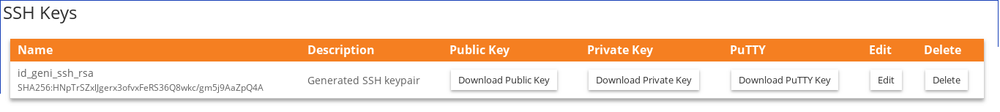 SSH Keys
Name Description Public Key Private Key PuTTY Edit Delete
id_geni_ssh_rsa
SHA256:HNpTrSZxlJgerx3ofvxFeRS36Q8wkc/gm5j9AaZpQ4A
Generated SSH keypair Download Public Key Download Private Key Download PuTTY Key Edit Delete